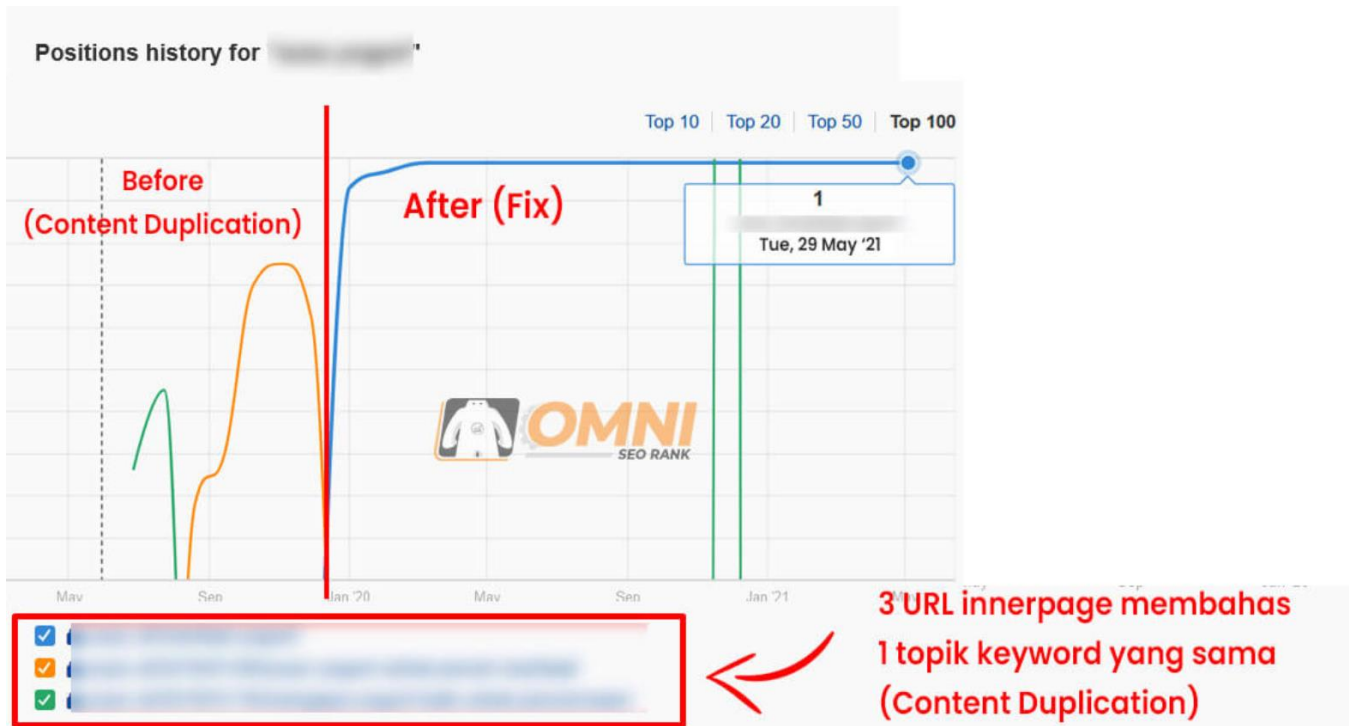 Positions history for "
Top 10 Top 20 Top 50 Top 100
Before
(Content Duplication)
After (Fix)
1
Tue, 29 May '21
OMNI
SEO RANK
May Sep Jan '20 May Sep Jan '21 May
3 URL innerpage membahas
1 topik keyword yang sama
(Content Duplication)